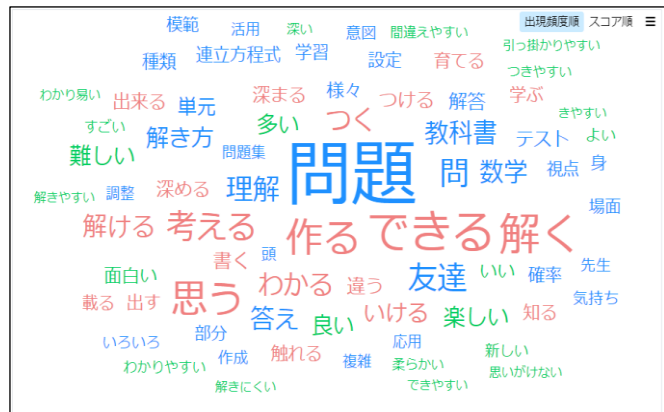 出現頻度順 スコア順 ☰
模範 活用 深い 意図 間違えやすい
種類 連立方程式 学習 設定 育てる 引っ掛かりやすい
つきやすい
わかり易い 出来る 単元 深まる 様々 つける 解答 学ぶ
すごい 解き方 多い つく 教科書 テスト きやすい よい
難しい 問題集 問題 問 数学 視点 身
解きやすい 調整 深める 理解 場面
解ける 考える 作る できる 解く
書く 頭
面白い 思う わかる 違う 友達 いい 確率 先生
載る 出す 答え 良い いける 楽しい 知る 気持ち
いろいろ 部分 応用
わかりやすい 作成 触れる 複雑 柔らかい 新しい
思いがけない
解きにくい できやすい